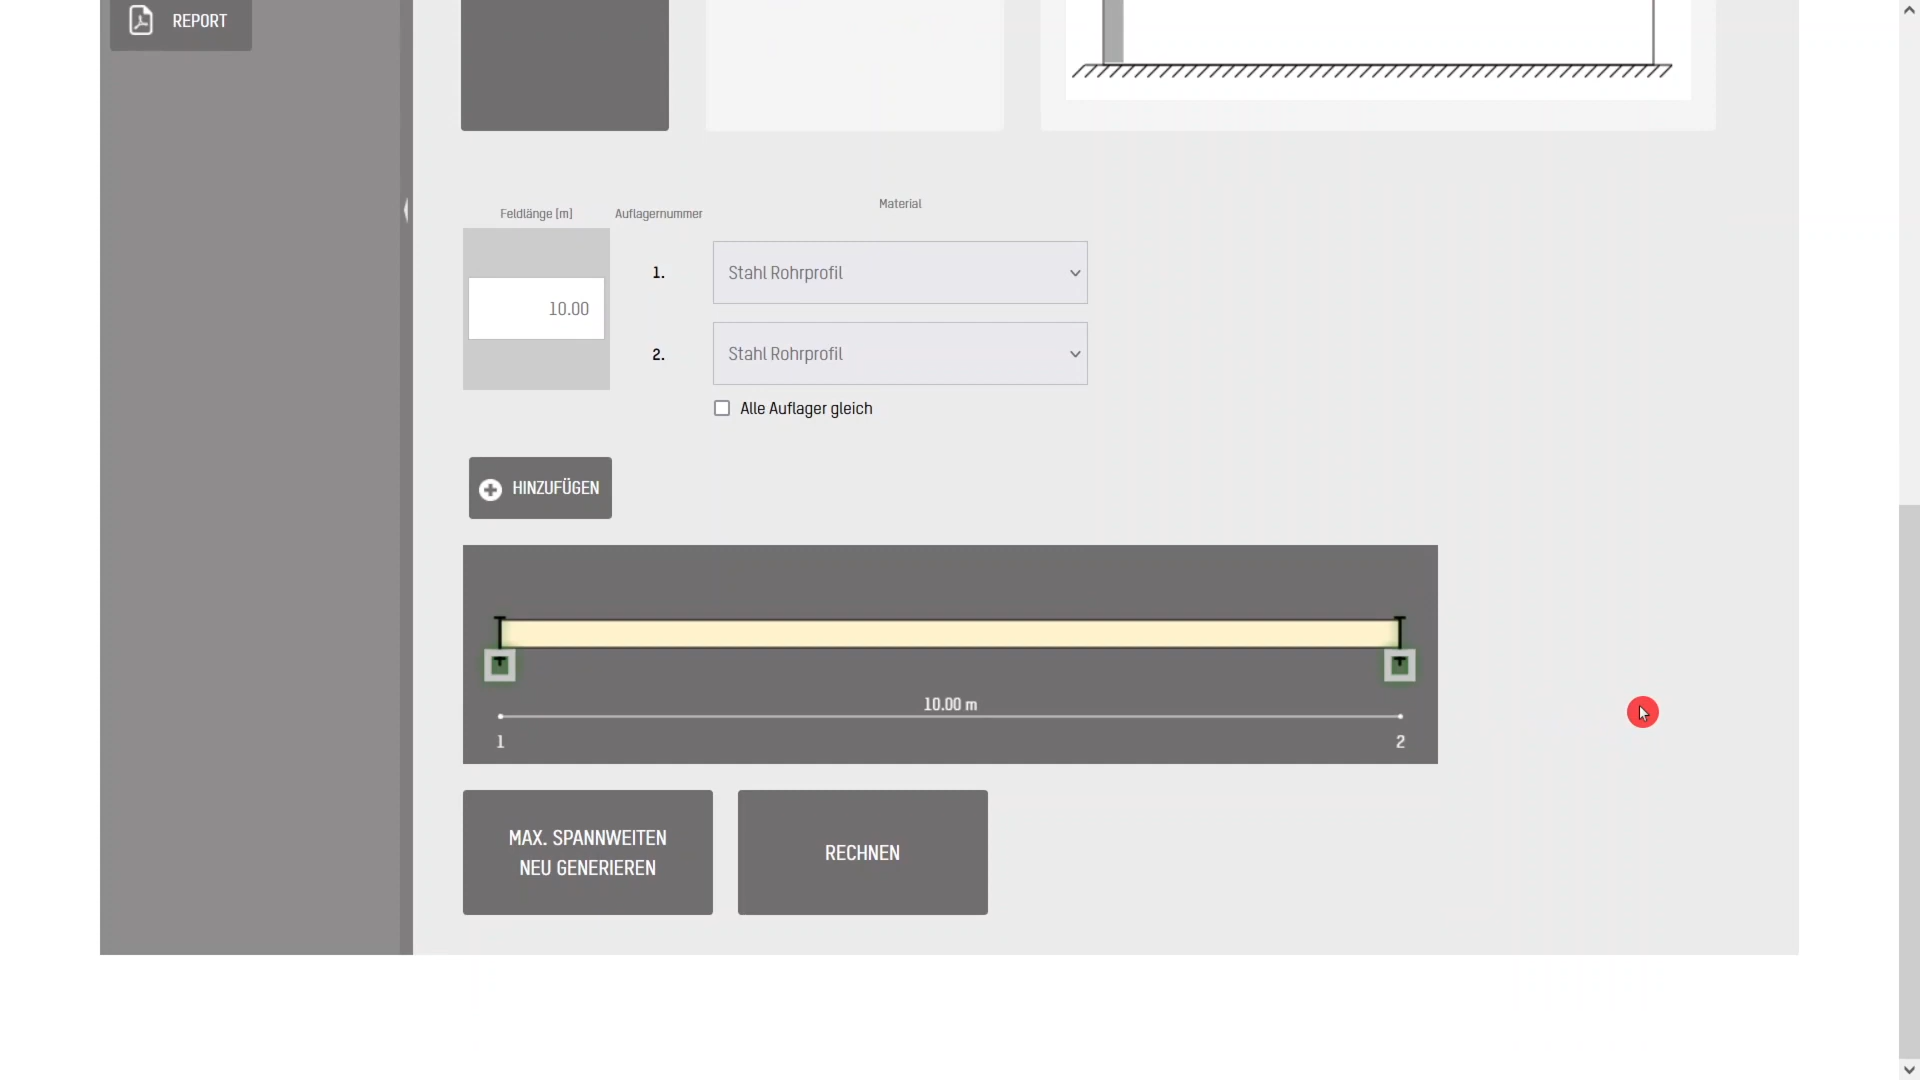 REPORT
Feldlänge [m]
Auflagernummer
Material
10.00
1.
Stahl Rohrprofil
2.
Stahl Rohrprofil
Alle Auflager gleich
HINZUFÜGEN
10.00 m
1
2
MAX. SPANNWEITEN
NEU GENERIEREN
RECHNEN